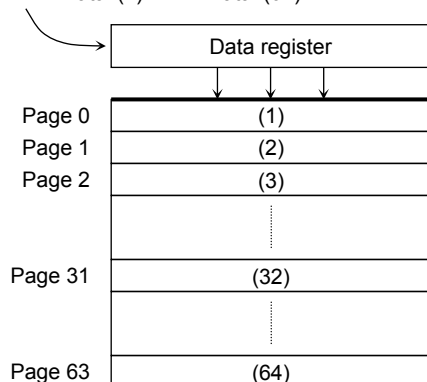 Data register
Page 0 (1)
Page 1 (2)
Page 2 (3)
Page 31 (32)
Page 63 (64)